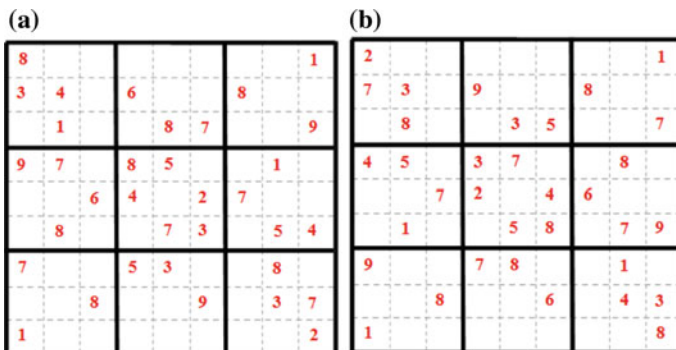 (a)
8 1
3 4 6 8
1 8 7 9
9 7 8 5 1
6 4 2 7
8 7 3 5 4
7 5 3 8
8 9 3 7
1 2
(b)
2 1
7 3 9 8
8 3 5 7
4 5 3 7 8
7 2 4 6
1 5 8 7 9
9 7 8 1
8 6 4 3
1 8